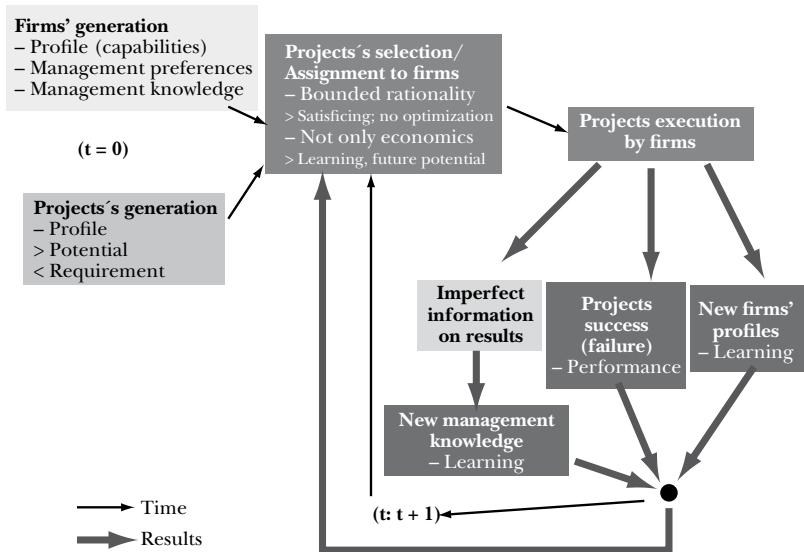 Firms' generation
– Profile (capabilities)
– Management preferences
– Management knowledge
(t = 0)
Projects's generation
– Profile
> Potential
< Requirement
Projects´s selection/
Assignment to firms
– Bounded rationality
> Satisficing; no optimization
– Not only economics
> Learning, future potential
Projects execution
by firms
Imperfect
information
on results
Projects
success
(failure)
– Performance
New firms'
profiles
– Learning
New management
knowledge
– Learning
(t: t + 1)
Time
Results